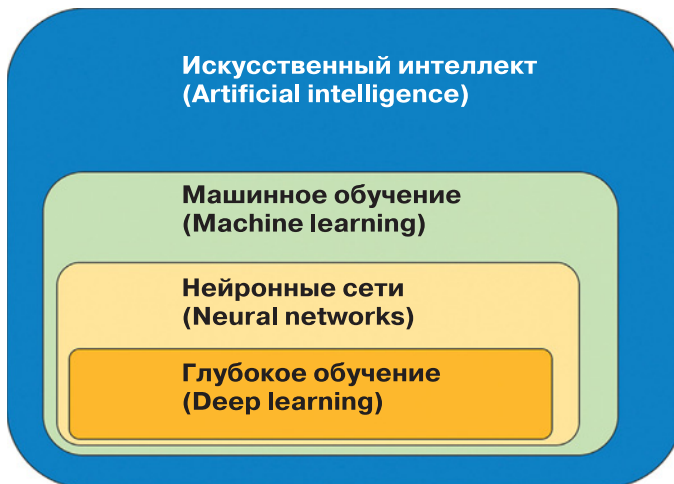 Искусственный интеллект
(Artificial intelligence)
Машинное обучение
(Machine learning)
Нейронные сети
(Neural networks)
Глубокое обучение
(Deep learning)